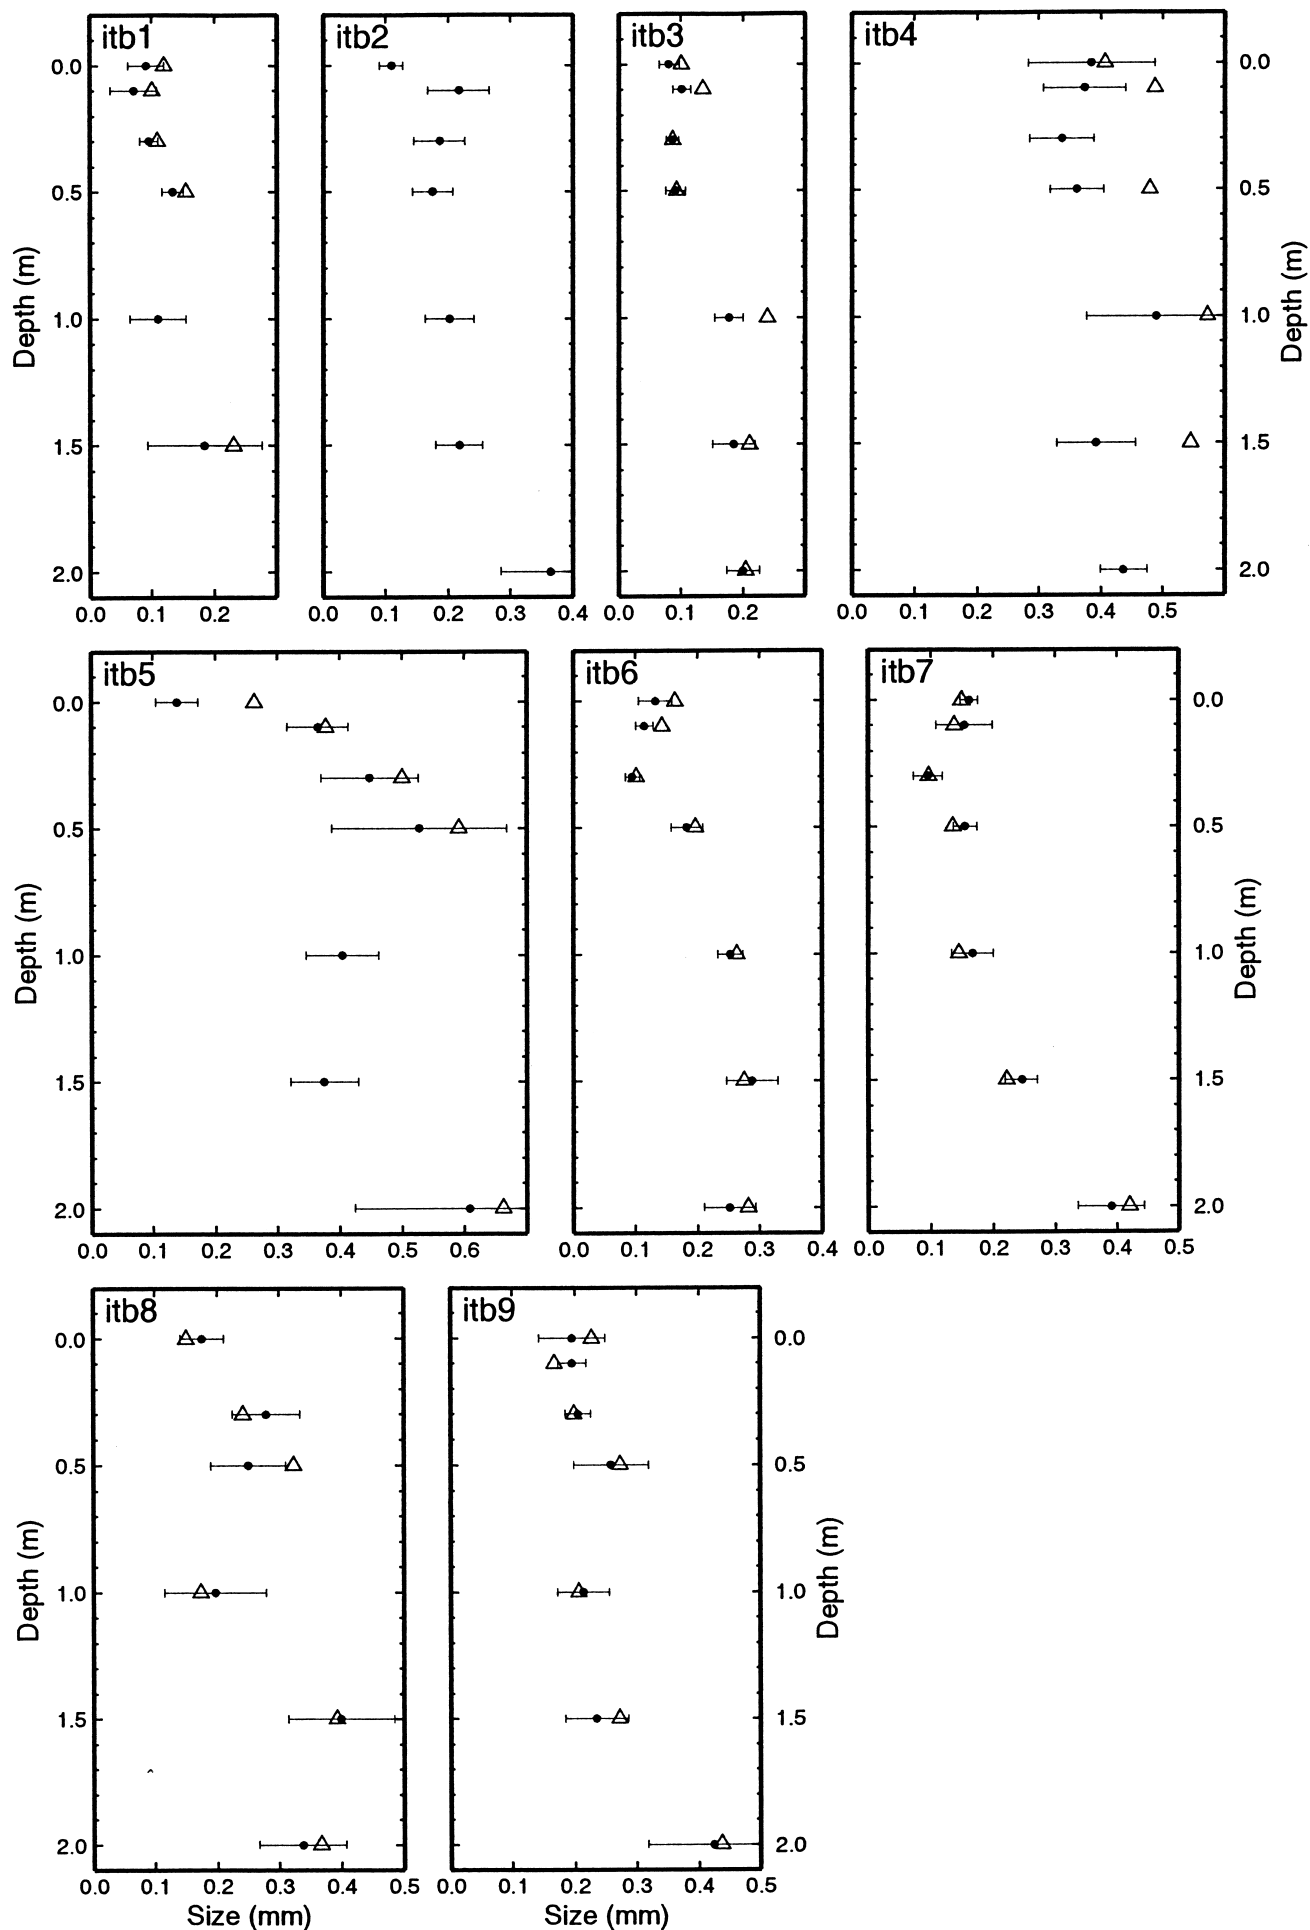 itb1 itb2 itb3 itb4
0.0 0.0
0.5 0.5
Depth (m) Depth (m)
1.0 1.0
1.5 1.5
2.0 2.0
0.0 0.1 0.2 0.0 0.1 0.2 0.3 0.4 0.0 0.1 0.2 0.0 0.1 0.2 0.3 0.4 0.5
itb5 itb6 itb7
0.0 0.0
0.5 0.5
Depth (m) Depth (m)
1.0 1.0
1.5 1.5
2.0 2.0
0.0 0.1 0.2 0.3 0.4 0.5 0.6 0.0 0.1 0.2 0.3 0.4 0.0 0.1 0.2 0.3 0.4 0.5
itb8 itb9
0.0 0.0
0.5 0.5
Depth (m) Depth (m)
1.0 1.0
1.5 1.5
2.0 2.0
0.0 0.1 0.2 0.3 0.4 0.5 0.0 0.1 0.2 0.3 0.4 0.5
Size (mm) Size (mm)